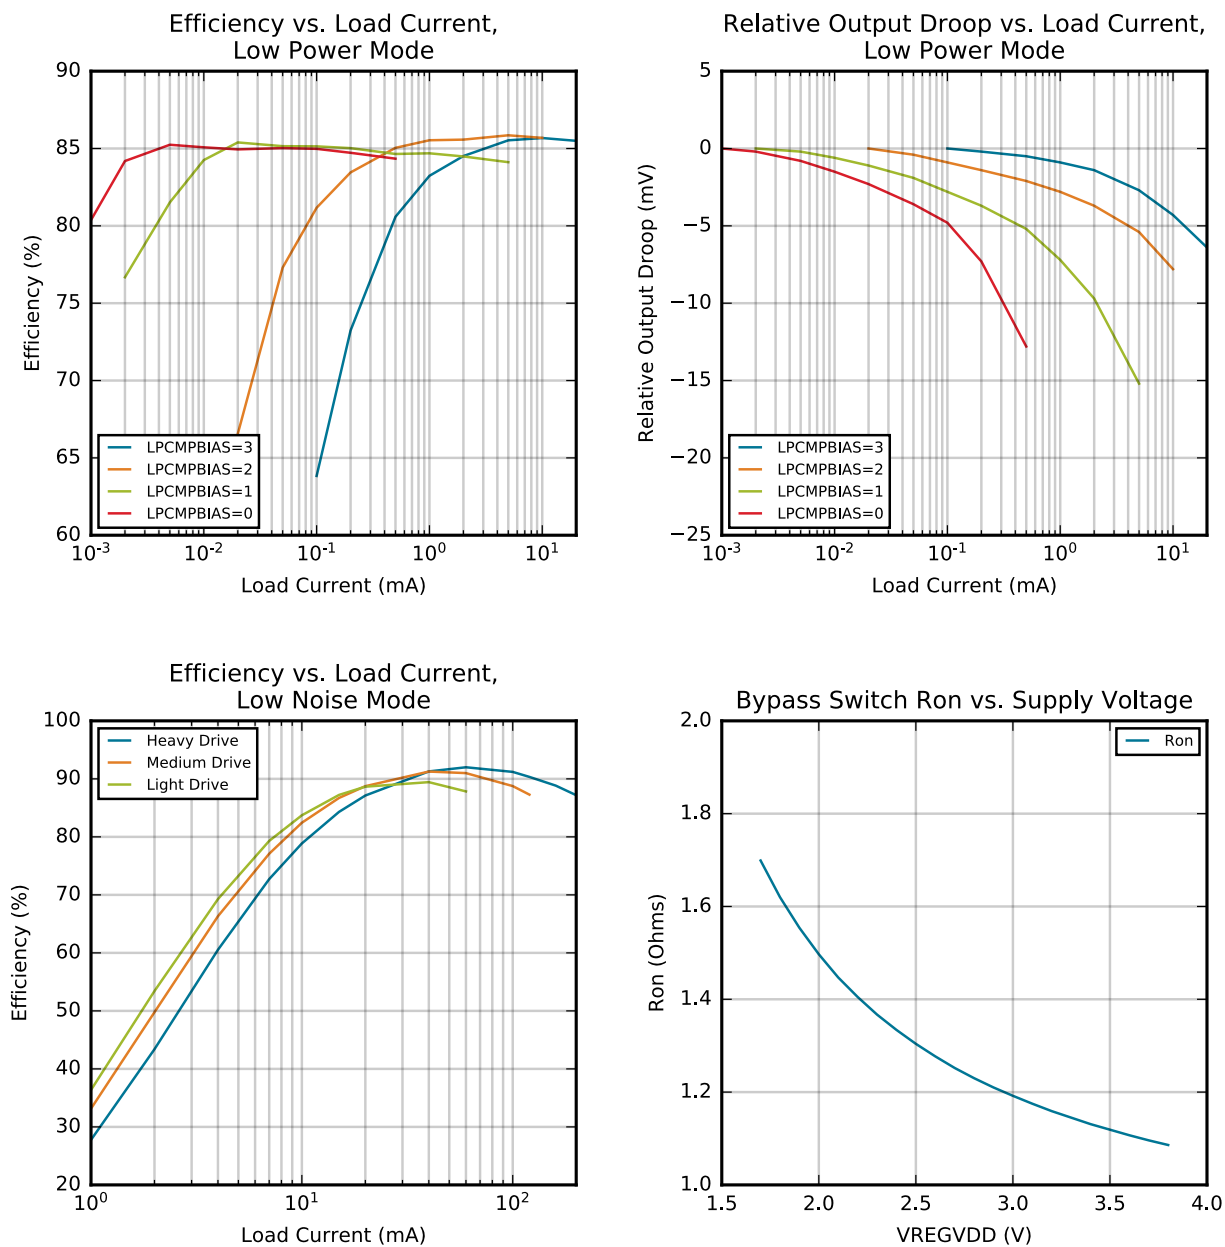 Efficiency vs. Load Current,
Low Power Mode
Efficiency (%)
90
85
80
75
70
65
60
LPCMPBIAS=3
LPCMPBIAS=2
LPCMPBIAS=1
LPCMPBIAS=0
10⁻³ 10⁻² 10⁻¹ 10⁰ 10¹
Load Current (mA)
Relative Output Droop vs. Load Current,
Low Power Mode
Relative Output Droop (mV)
5
0
−5
−10
−15
−20
−25
LPCMPBIAS=3
LPCMPBIAS=2
LPCMPBIAS=1
LPCMPBIAS=0
10⁻³ 10⁻² 10⁻¹ 10⁰ 10¹
Load Current (mA)
Efficiency vs. Load Current,
Low Noise Mode
Efficiency (%)
100
90
80
70
60
50
40
30
20
Heavy Drive
Medium Drive
Light Drive
10⁰ 10¹ 10²
Load Current (mA)
Bypass Switch Ron vs. Supply Voltage
Ron (Ohms)
2.0
1.8
1.6
1.4
1.2
1.0
Ron
1.5 2.0 2.5 3.0 3.5 4.0
VREGVDD (V)